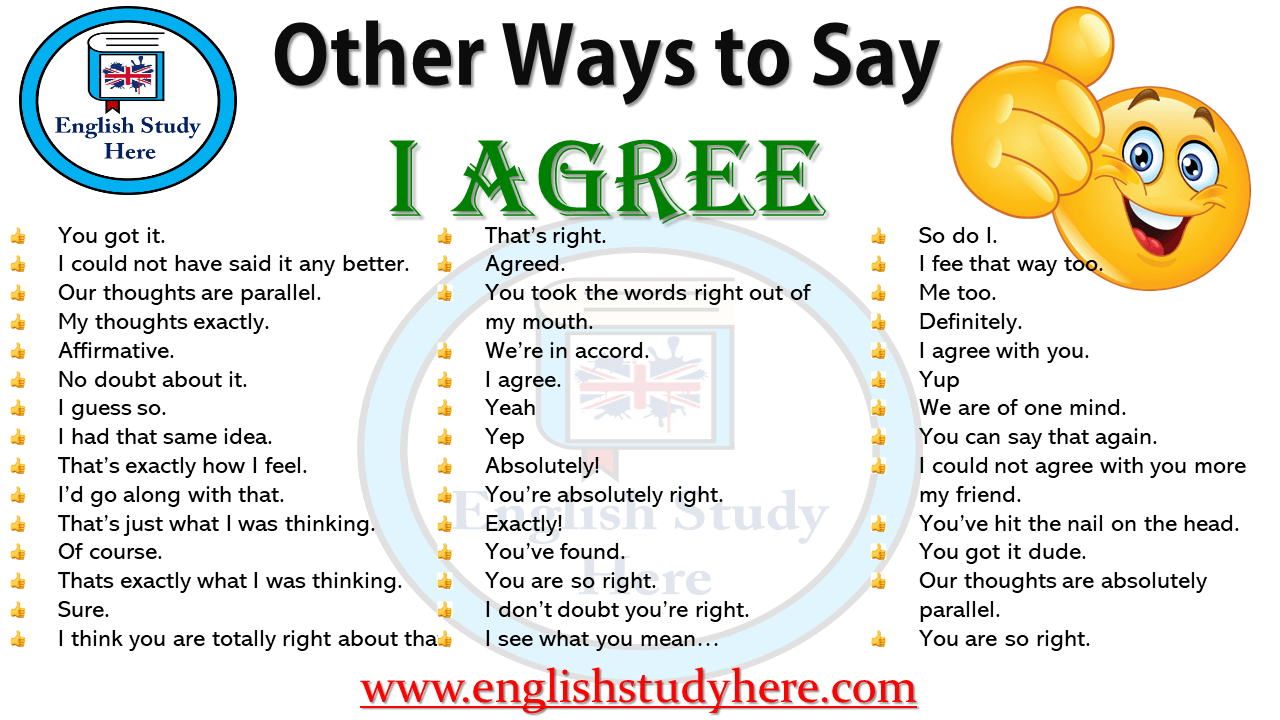 English Study
Here
Other Ways to Say
I AGREE
You got it.
I could not have said it any better.
Our thoughts are parallel.
My thoughts exactly.
Affirmative.
No doubt about it.
I guess so.
I had that same idea.
That's exactly how I feel.
I'd go along with that.
That's just what I was thinking.
Of course.
Thats exactly what I was thinking.
Sure.
I think you are totally right about tha
That's right.
Agreed.
You took the words right out of
my mouth.
We're in accord.
I agree.
Yeah
Yep
Absolutely!
You're absolutely right.
Exactly!
You've found.
You are so right.
I don't doubt you're right.
I see what you mean…
So do I.
I fee that way too.
Me too.
Definitely.
I agree with you.
Yup
We are of one mind.
You can say that again.
I could not agree with you more
my friend.
You've hit the nail on the head.
You got it dude.
Our thoughts are absolutely
parallel.
You are so right.
English Study
Here
www.englishstudyhere.com